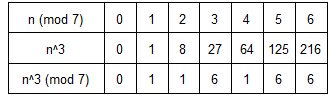 n (mod 7) 0 1 2 3 4 5 6
n^3 0 1 8 27 64 125 216
n^3 (mod 7) 0 1 1 6 1 6 6